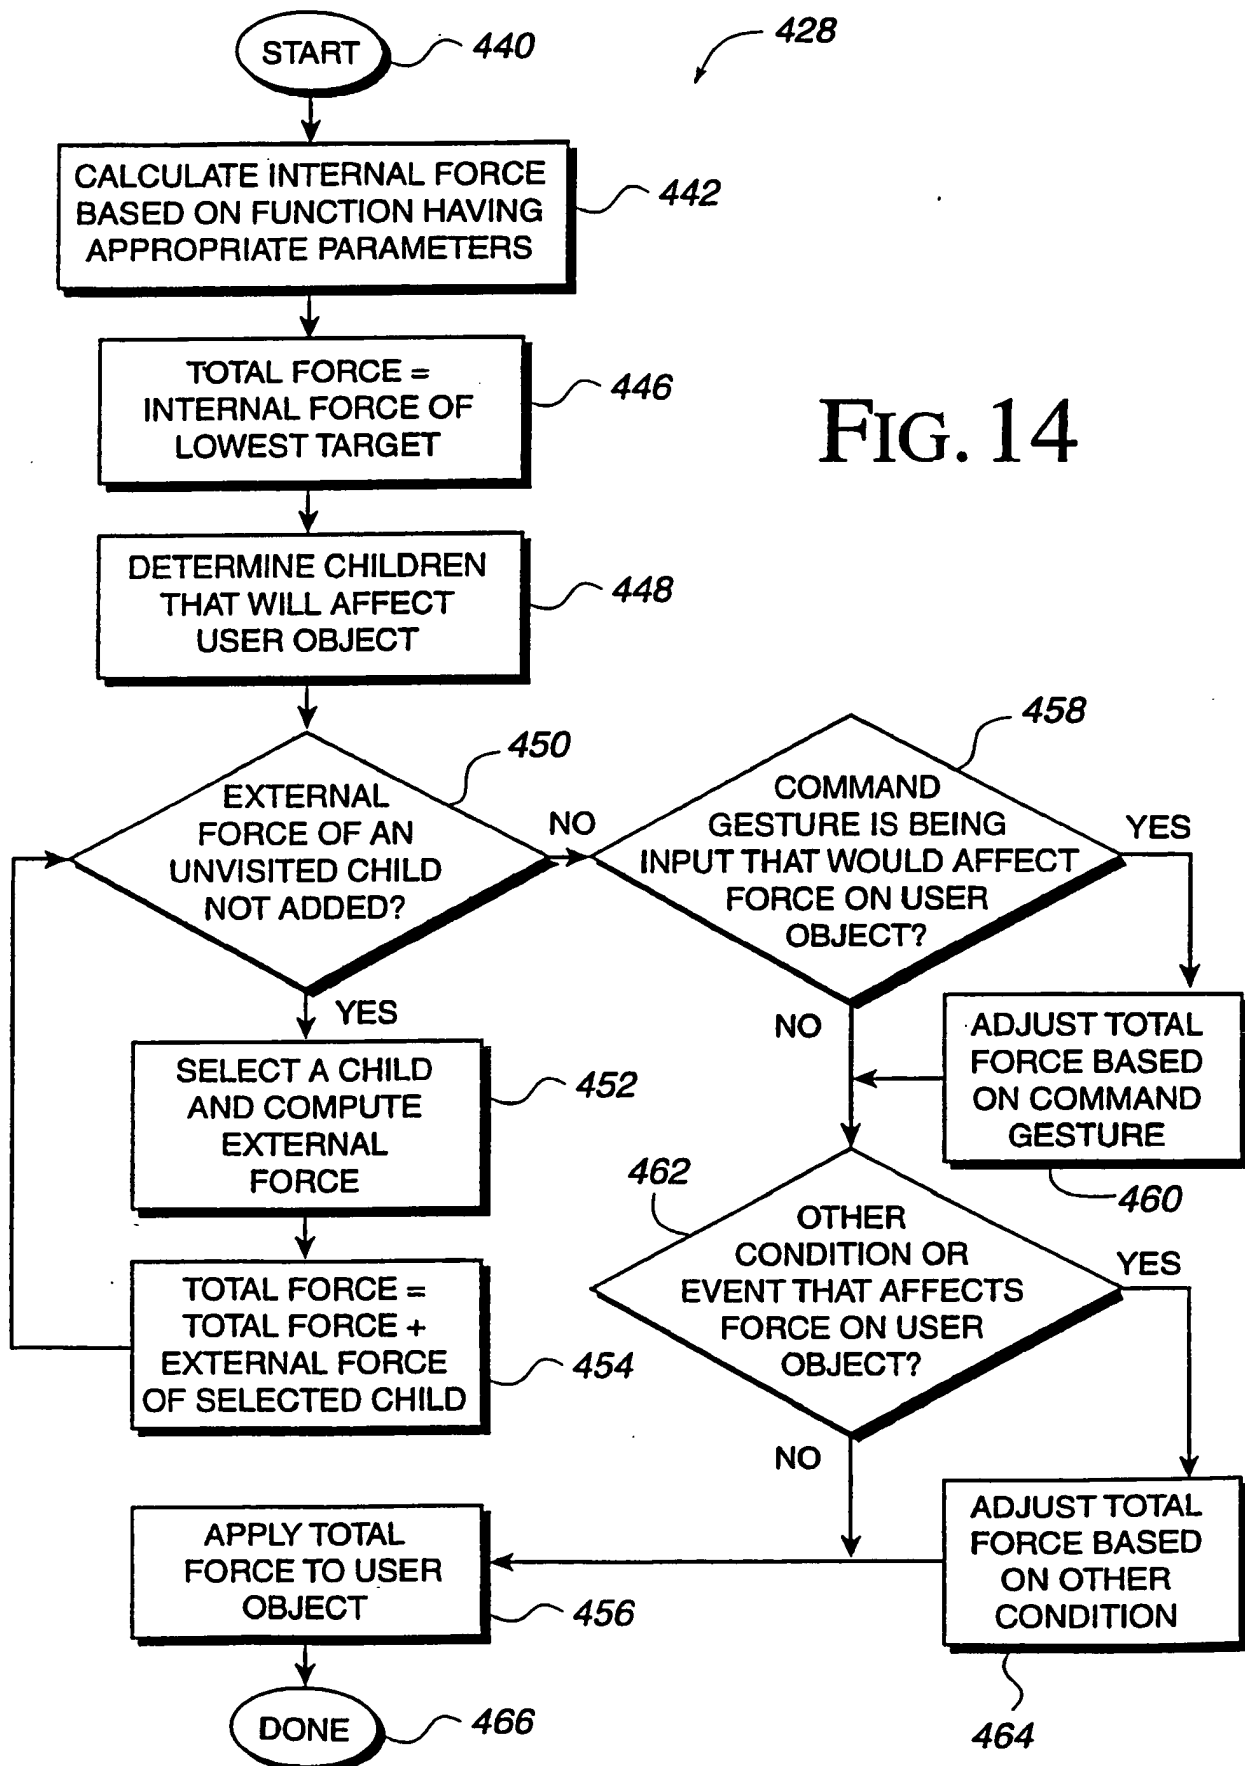 START
440
428
CALCULATE INTERNAL FORCE
BASED ON FUNCTION HAVING
APPROPRIATE PARAMETERS
442
TOTAL FORCE =
INTERNAL FORCE OF
LOWEST TARGET
446
FIG. 14
DETERMINE CHILDREN
THAT WILL AFFECT
USER OBJECT
448
EXTERNAL
FORCE OF AN
UNVISITED CHILD
NOT ADDED?
450
NO
YES
SELECT A CHILD
AND COMPUTE
EXTERNAL
FORCE
452
TOTAL FORCE =
TOTAL FORCE +
EXTERNAL FORCE
OF SELECTED CHILD
454
COMMAND
GESTURE IS BEING
INPUT THAT WOULD AFFECT
FORCE ON USER
OBJECT?
458
YES
NO
ADJUST TOTAL
FORCE BASED
ON COMMAND
GESTURE
460
462
OTHER
CONDITION OR
EVENT THAT AFFECTS
FORCE ON USER
OBJECT?
YES
NO
ADJUST TOTAL
FORCE BASED
ON OTHER
CONDITION
464
APPLY TOTAL
FORCE TO USER
OBJECT
456
DONE
466